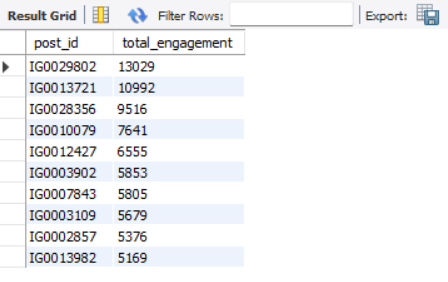 Result Grid Filter Rows: Export:
post_id total_engagement
IG0029802 13029
IG0013721 10992
IG0028356 9516
IG0010079 7641
IG0012427 6555
IG0003902 5853
IG0007843 5805
IG0003109 5679
IG0002857 5376
IG0013982 5169